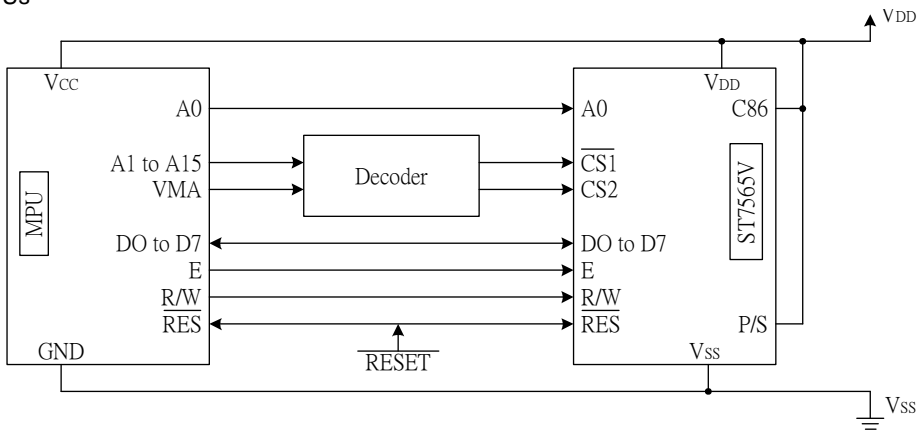 VDD
VCC
VDD
A0
A0
C86
A1 to A15
Decoder
CS1
VMA
CS2
MPU
ST7565V
DO to D7
DO to D7
E
E
R/W
R/W
RES
RES
P/S
RESET
GND
VSS
VSS